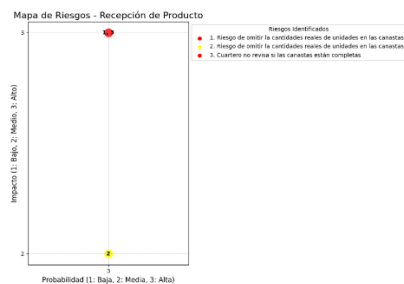 Mapa de Riesgos - Recepción de Producto
Riesgos Identificados
1. Riesgo de omitir la cantidades reales de unidades en las canastas
2. Riesgo de omitir la cantidades reales de unidades en las canastas
3. Cuartero no revisa si las canastas están completas
Impacto (1: Bajo, 2: Medio, 3: Alto)
3
2
2
3
Probabilidad (1: Baja, 2: Media, 3: Alta)